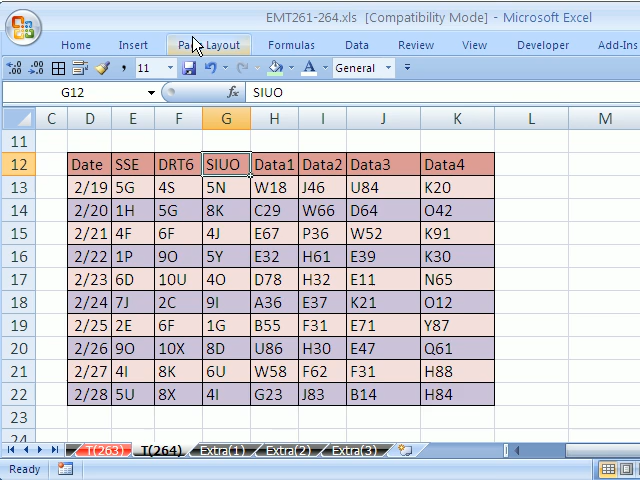 EMT261-264.xls [Compatibility Mode] - Microsoft Excel
Home Insert Page Layout Formulas Data Review View Developer Add-Ins
11 General
G12 fx SIUO
C D E F G H I J K L M
11
12 Date SSE DRT6 SIUO Data1 Data2 Data3 Data4
13 2/19 5G 4S 5N W18 J46 U84 K20
14 2/20 1H 5G 8K C29 W66 D64 O42
15 2/21 4F 6F 4J E67 P36 W52 K91
16 2/22 1P 9O 5Y E32 H61 E39 K30
17 2/23 6D 10U 4O D78 H32 E11 N65
18 2/24 7J 2C 9I A36 E37 K21 O12
19 2/25 2E 6F 1G B55 F31 E71 Y87
20 2/26 9O 10X 8D U86 H30 E47 Q61
21 2/27 4I 8K 6U W58 F62 F31 H88
22 2/28 5U 8X 4I G23 J83 B14 H84
23
24
T(263) T(264) Extra(1) Extra(2) Extra(3)
Ready